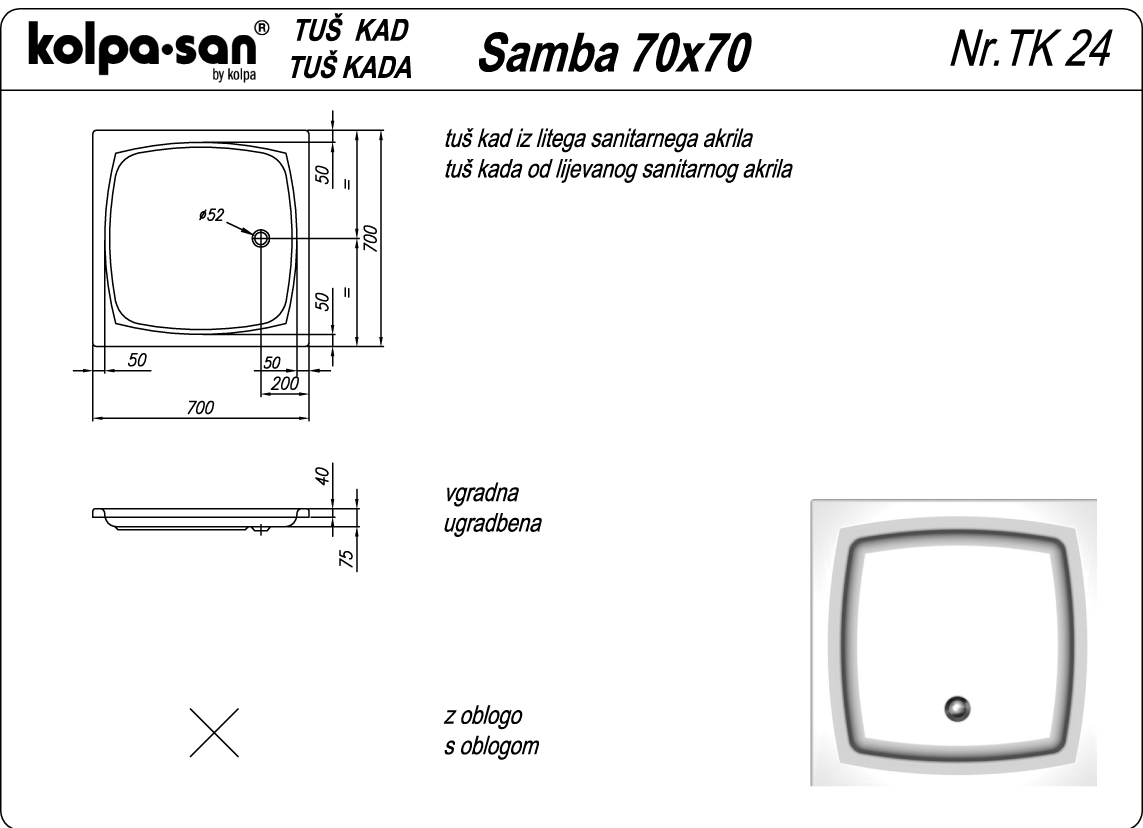 kolpa·san®
by kolpa
TUŠ KAD
TUŠ KADA
Samba 70x70
Nr.TK 24
tuš kad iz litega sanitarnega akrila
tuš kada od lijevanog sanitarnog akrila
50
=
ø52
700
50
=
50
50
200
700
40
75
vgradna
ugradbena
z oblogo
s oblogom